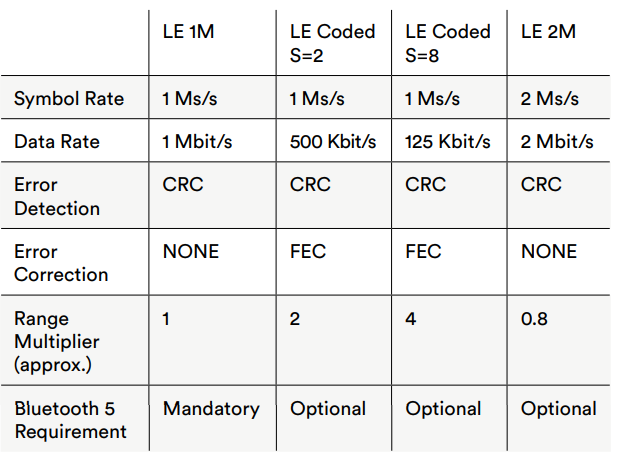 LE 1M LE Coded S=2 LE Coded S=8 LE 2M
Symbol Rate 1 Ms/s 1 Ms/s 1 Ms/s 2 Ms/s
Data Rate 1 Mbit/s 500 Kbit/s 125 Kbit/s 2 Mbit/s
Error Detection CRC CRC CRC CRC
Error Correction NONE FEC FEC NONE
Range Multiplier (approx.) 1 2 4 0.8
Bluetooth 5 Requirement Mandatory Optional Optional Optional